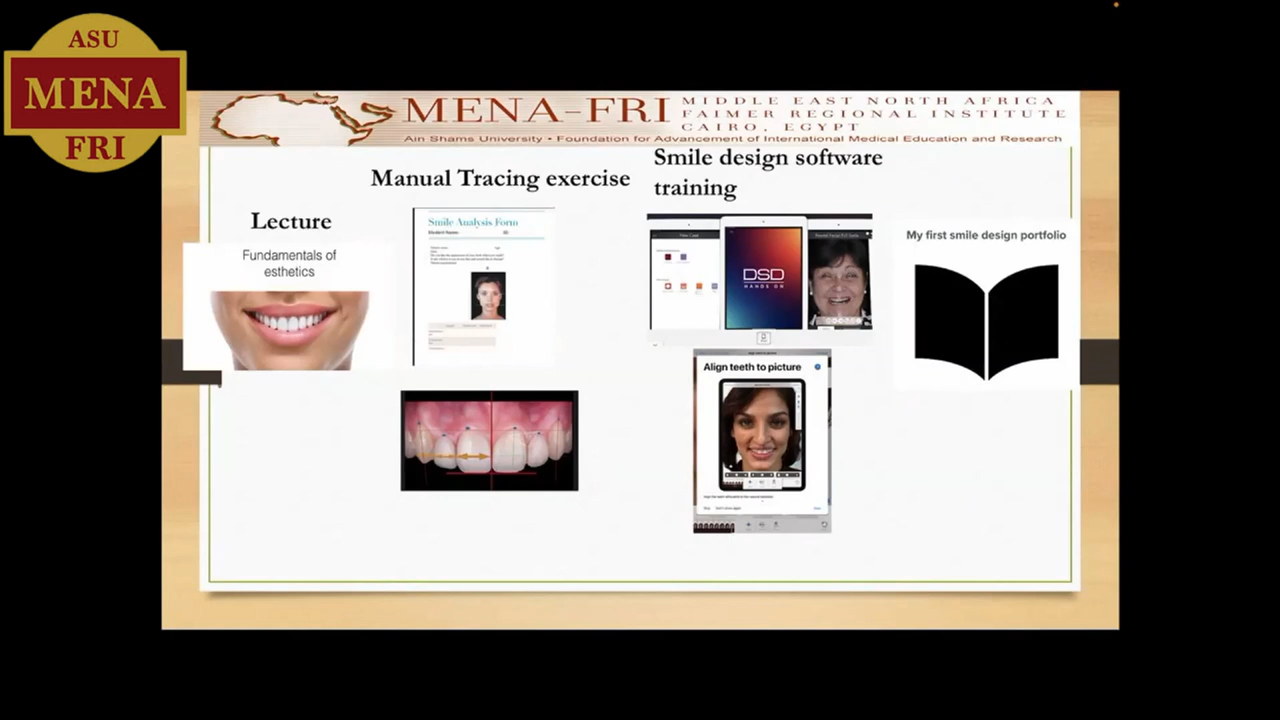 ASU
MENA
FRI
MENA-FRI
MIDDLE EAST NORTH AFRICA
FAIMER REGIONAL INSTITUTE
CAIRO, EGYPT
Ain Shams University • Foundation for Advancement of International Medical Education and Research
Lecture
Fundamentals of
esthetics
Manual Tracing exercise
Smile Analysis Form
Student Name:
Smile design software
training
DSD
HANDS ON
Align teeth to picture
My first smile design portfolio